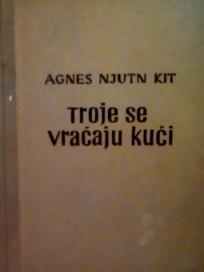 AGNES NJUTN KIT
Troje se
vraćaju kući